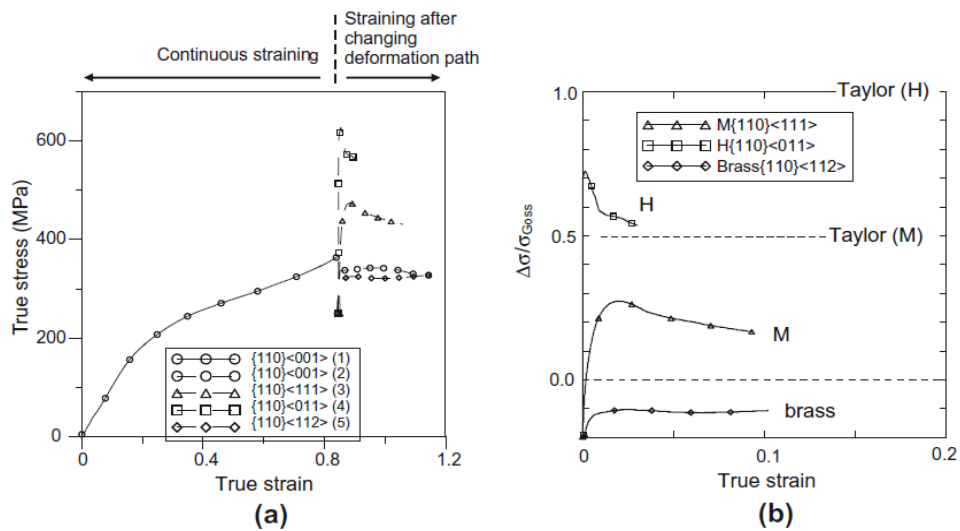 Continuous straining
Straining after
changing
deformation path
True stress (MPa)
600
400
200
0
{110}<001> (1)
{110}<001> (2)
{110}<111> (3)
{110}<011> (4)
{110}<112> (5)
0
0.4
0.8
1.2
True strain
(a)
Δσ/σGoss
1.0
0.5
0.0
Taylor (H)
M{110}<111>
H{110}<011>
Brass{110}<112>
H
Taylor (M)
M
brass
0
0.1
0.2
True strain
(b)